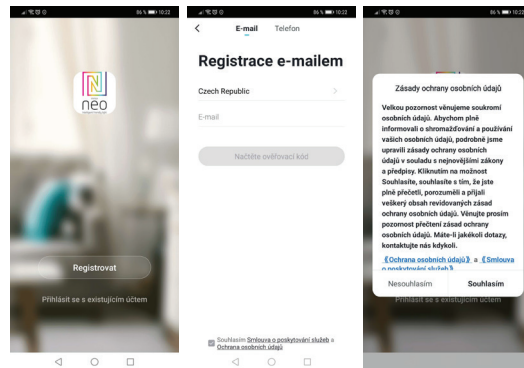 86 % 10:22
neo
Registrovat
Přihlásit se s existujícím účtem
86 % 10:22
E-mail Telefon
Registrace e-mailem
Czech Republic
E-mail
Načtěte ověřovací kód
Souhlasím Smlouva o poskytování služeb a
Ochrana osobních údajů
86 % 10:22
Zásady ochrany osobních údajů
Velkou pozornost věnujeme soukromí
osobních údajů. Abychom plně
informovali o shromažďování a používání
vašich osobních údajů, podrobně jsme
upravili zásady ochrany osobních
údajů v souladu s nejnovějšími zákony
a předpisy. Kliknutím na možnost
Souhlasíte, souhlasíte s tím, že jste
plně přečetli, porozuměli a přijali
veškerý obsah revidovaných zásad
ochrany osobních údajů. Věnujte prosím
pozornost přečtení zásad ochrany
osobních údajů. Máte-li jakékoli dotazy,
kontaktujte nás kdykoli.
《Ochrana osobních údajů》 a 《Smlouva
o poskytování služeb》
Nesouhlasím Souhlasím
Přihlásit se s existujícím účtem